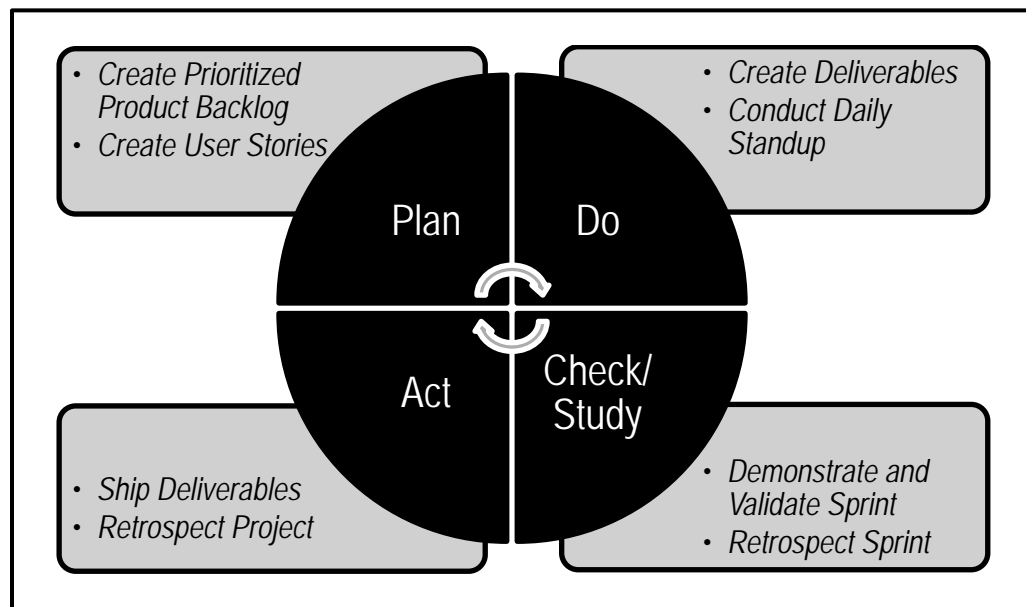 • Create Prioritized
Product Backlog
• Create User Stories
• Create Deliverables
• Conduct Daily
Standup
Plan
Do
Act
Check/
Study
• Ship Deliverables
• Retrospect Project
• Demonstrate and
Validate Sprint
• Retrospect Sprint